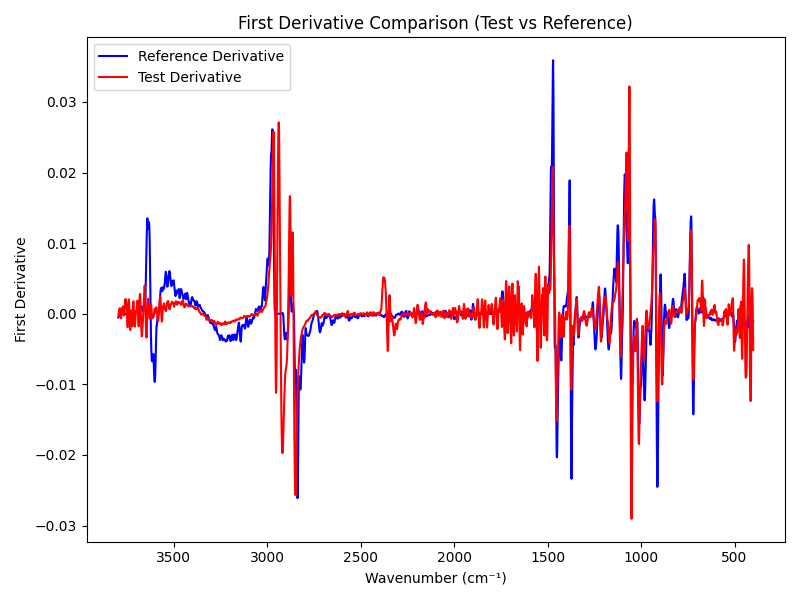 First Derivative Comparison (Test vs Reference)
Reference Derivative
Test Derivative
First Derivative
0.03
0.02
0.01
0.00
−0.01
−0.02
−0.03
3500 3000 2500 2000 1500 1000 500
Wavenumber (cm⁻¹)